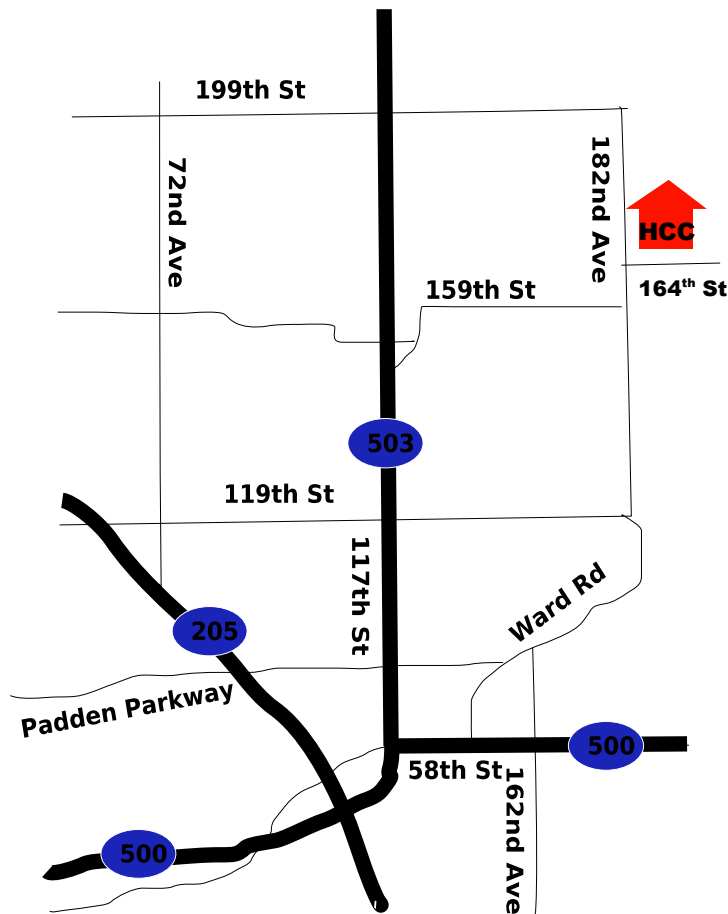 199th St
72nd Ave
182nd Ave
HCC
164th St
159th St
503
119th St
117th St
Ward Rd
205
Padden Parkway
500
58th St
162nd Ave
500